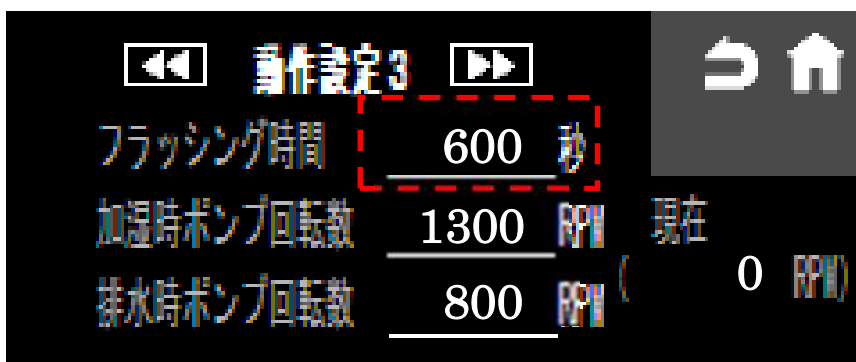 動作設定3
フラッシング時間 600 秒
加湿時ポンプ回転数 1300 RPM 現在
( 0 RPM)
排水時ポンプ回転数 800 RPM